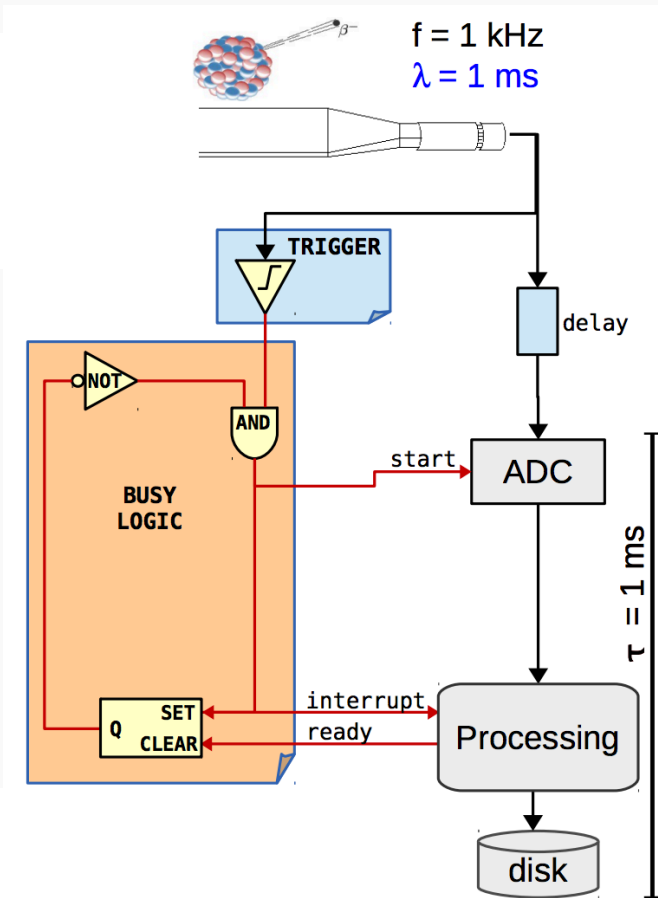 β⁻
f = 1 kHz
λ = 1 ms
TRIGGER
delay
NOT
AND
start
ADC
BUSY
LOGIC
τ = 1 ms
SET
interrupt
Q
CLEAR
ready
Processing
disk